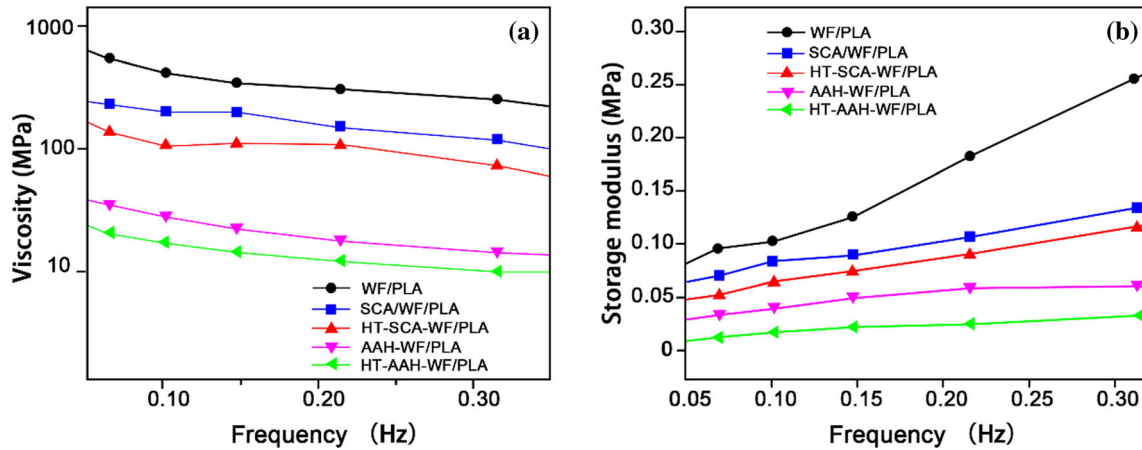 (a)
1000
100
10
Viscosity (MPa)
WF/PLA
SCA/WF/PLA
HT-SCA-WF/PLA
AAH-WF/PLA
HT-AAH-WF/PLA
0.10 0.20 0.30
Frequency (Hz)
(b)
0.30
0.25
0.20
0.15
0.10
0.05
0
Storage modulus (MPa)
WF/PLA
SCA/WF/PLA
HT-SCA-WF/PLA
AAH-WF/PLA
HT-AAH-WF/PLA
0.05 0.10 0.15 0.20 0.25 0.30
Frequency (Hz)